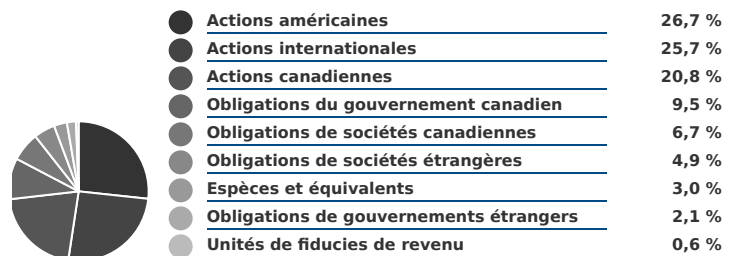 Actions américaines 26,7 %
Actions internationales 25,7 %
Actions canadiennes 20,8 %
Obligations du gouvernement canadien 9,5 %
Obligations de sociétés canadiennes 6,7 %
Obligations de sociétés étrangères 4,9 %
Espèces et équivalents 3,0 %
Obligations de gouvernements étrangers 2,1 %
Unités de fiducies de revenu 0,6 %